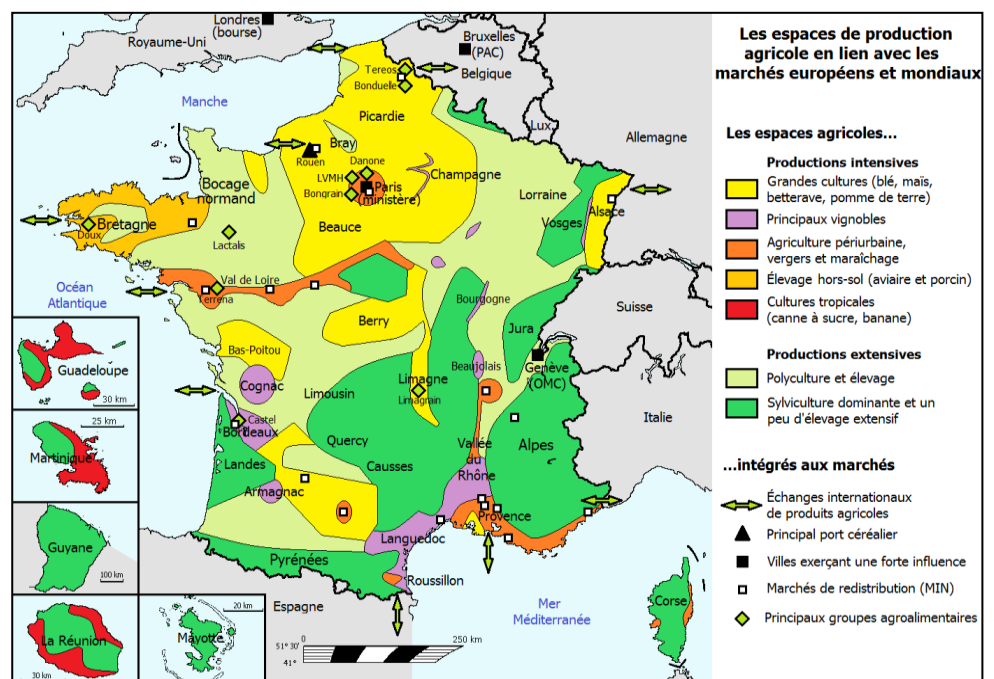 Les espaces de production
agricole en lien avec les
marchés européens et mondiaux
Les espaces agricoles...
Productions intensives
Grandes cultures (blé, maïs,
betterave, pomme de terre)
Principaux vignobles
Agriculture périurbaine,
vergers et maraîchage
Élevage hors-sol (aviaire et porcin)
Cultures tropicales
(canne à sucre, banane)
Productions extensives
Polyculture et élevage
Sylviculture dominante et un
peu d'élevage extensif
...intégrés aux marchés
Échanges internationaux
de produits agricoles
Principal port céréalier
Villes exerçant une forte influence
Marchés de redistribution (MIN)
Principaux groupes agroalimentaires
Londres
(bourse)
Royaume-Uni
Bruxelles
(PAC)
Belgique
Tereos
Bonduelle
Manche
Picardie
Lux.
Allemagne
Bray
Rouen
Danone
LVMH
Bongrain
Paris
(ministère)
Champagne
Bocage
normand
Lorraine
Vosges
Alsace
Bretagne
Doux
Beauce
Lactals
Océan
Atlantique
Val de Loire
Terrena
Bourgogne
Suisse
Berry
Jura
Bas-Poitou
Genève
(OMC)
Beaujolais
Cognac
Limousin
Limagne
Limagrain
Italie
Castel
Bordeaux
Quercy
Vallée
du
Rhône
Alpes
Landes
Causses
Armagnac
Provence
Languedoc
Pyrénées
Roussillon
Espagne
Mer
Méditerranée
Corse
0
250 km
51° 30'
41°
Guadeloupe
30 km
25 km
Martinique
Guyane
100 km
La Réunion
30 km
20 km
Mayotte